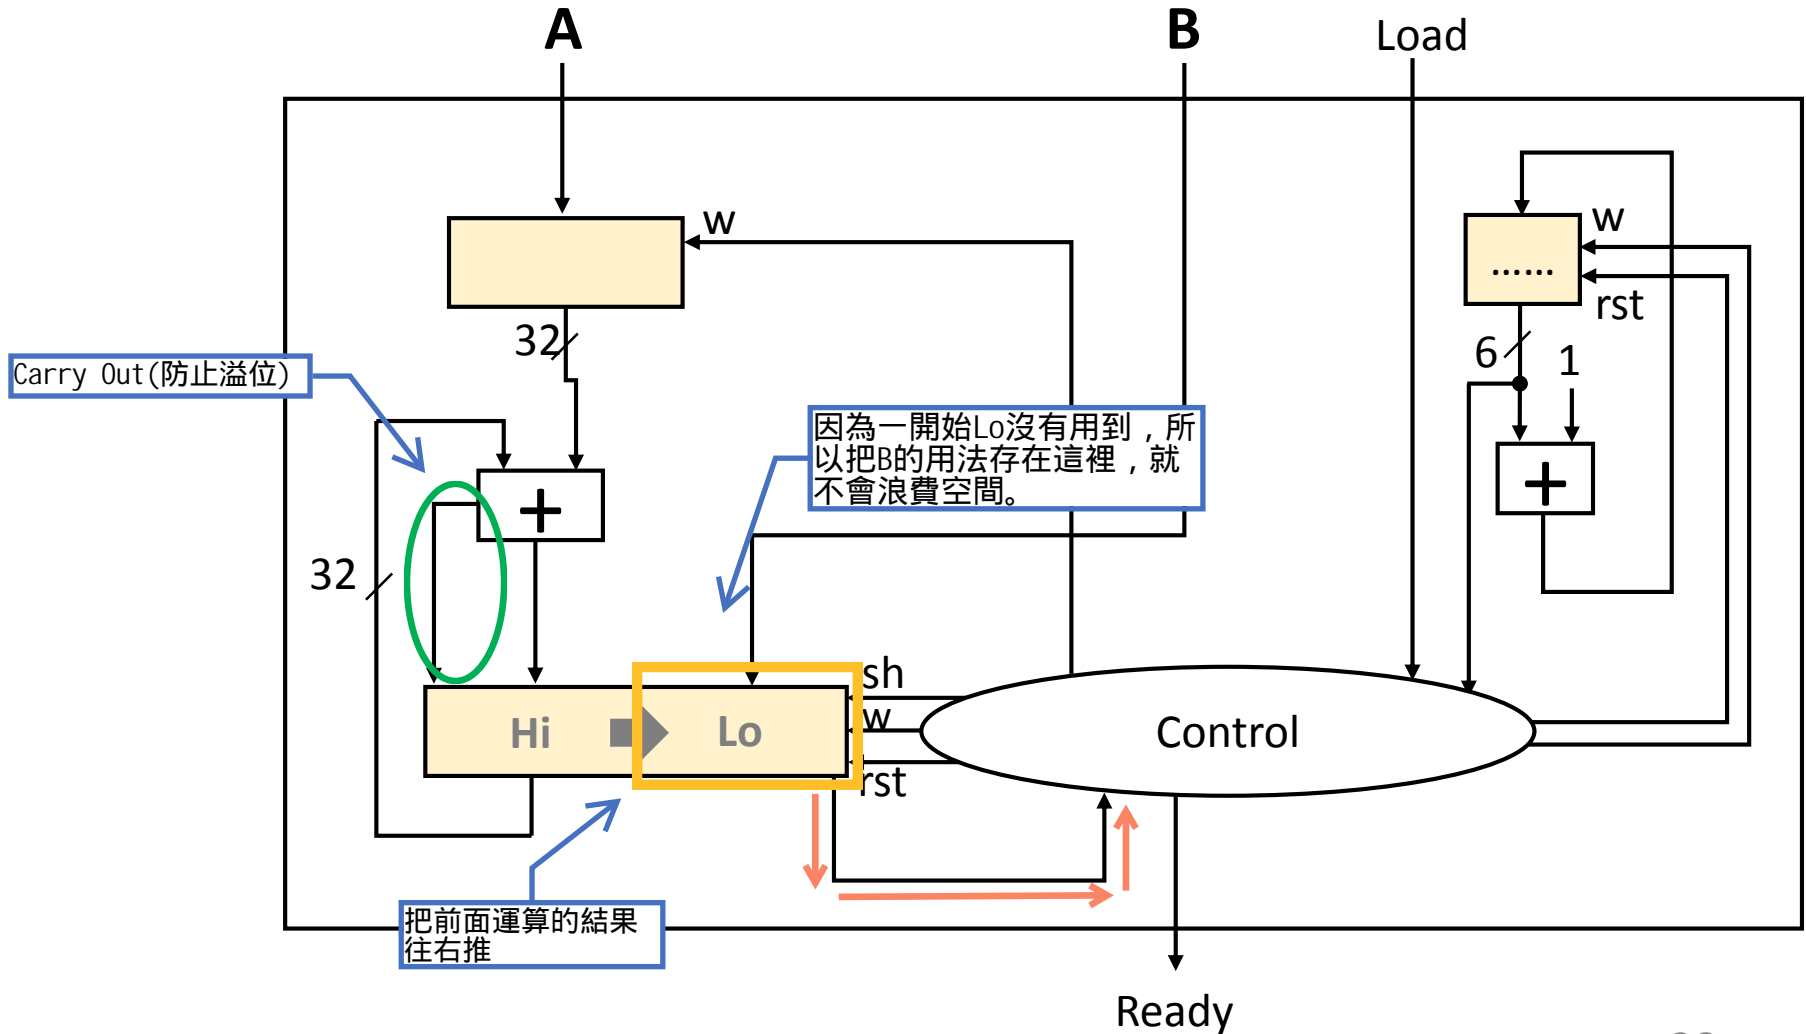 A
B
Load
w
w
……
rst
32
6
1
Carry Out(防止溢位)
因為一開始Lo沒有用到，所
以把B的用法存在這裡，就
不會浪費空間。
+
+
32
sh
Hi
Lo
w
Control
rst
把前面運算的結果
往右推
Ready